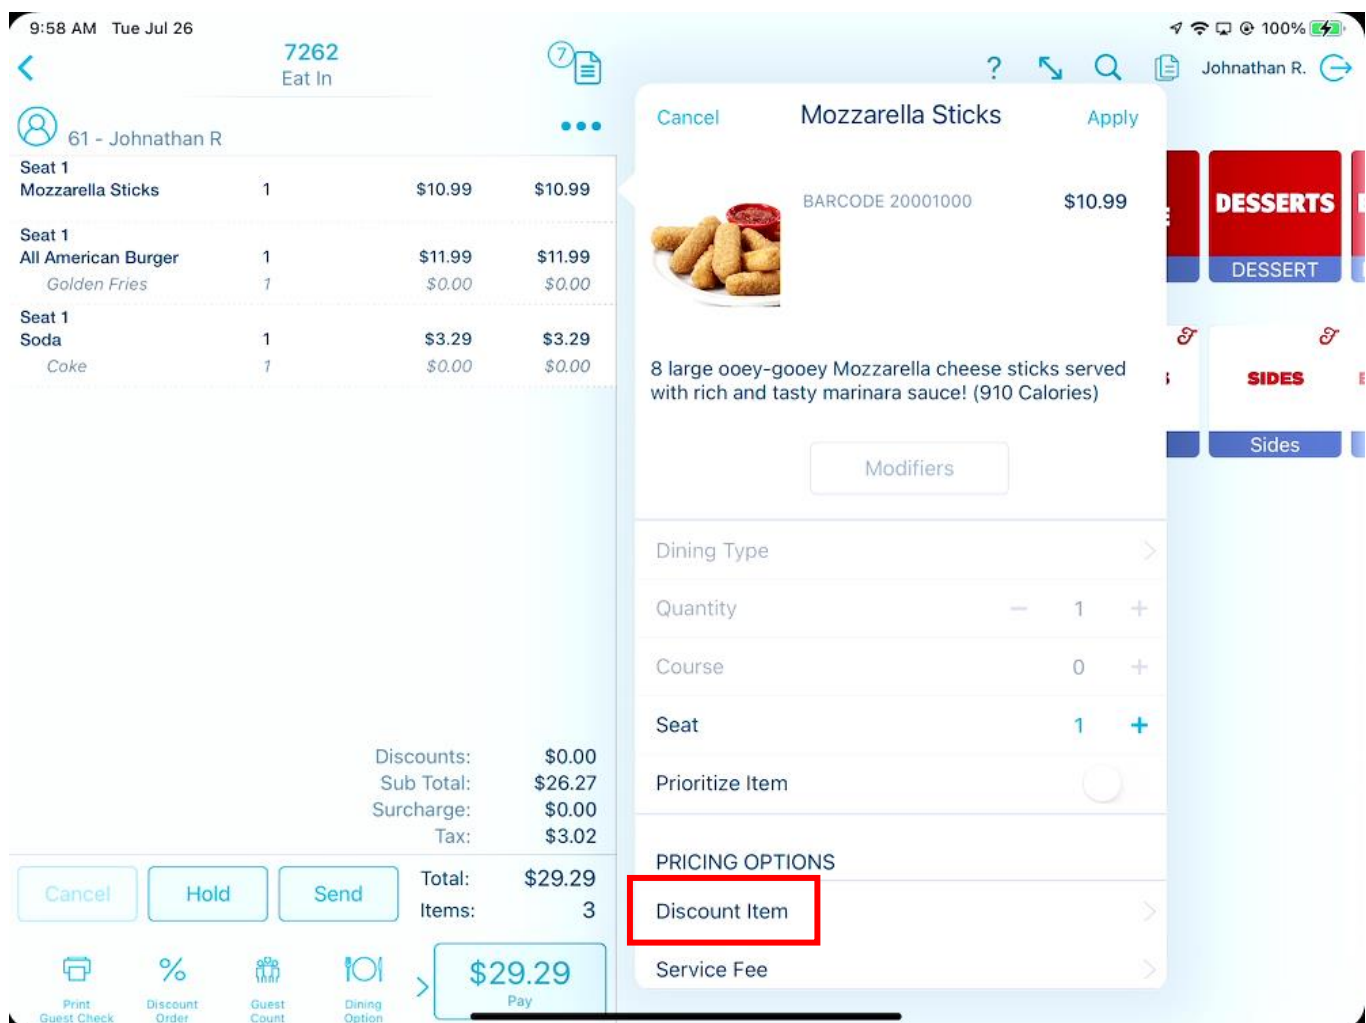 9:58 AM Tue Jul 26
100%
7262
Eat In
7
?
Johnathan R.
61 - Johnathan R
Seat 1
Mozzarella Sticks 1 $10.99 $10.99
Seat 1
All American Burger 1 $11.99 $11.99
Golden Fries 1 $0.00 $0.00
Seat 1
Soda 1 $3.29 $3.29
Coke 1 $0.00 $0.00
Discounts: $0.00
Sub Total: $26.27
Surcharge: $0.00
Tax: $3.02
Cancel
Hold
Send
Total: $29.29
Items: 3
Print
Guest Check
%
Discount
Order
Guest
Count
Dining
Option
$29.29
Pay
Cancel
Mozzarella Sticks
Apply
BARCODE 20001000 $10.99
8 large ooey-gooey Mozzarella cheese sticks served
with rich and tasty marinara sauce! (910 Calories)
Modifiers
Dining Type
Quantity − 1 +
Course 0 +
Seat 1 +
Prioritize Item
PRICING OPTIONS
Discount Item
Service Fee
DESSERTS
DESSERT
SIDES
Sides